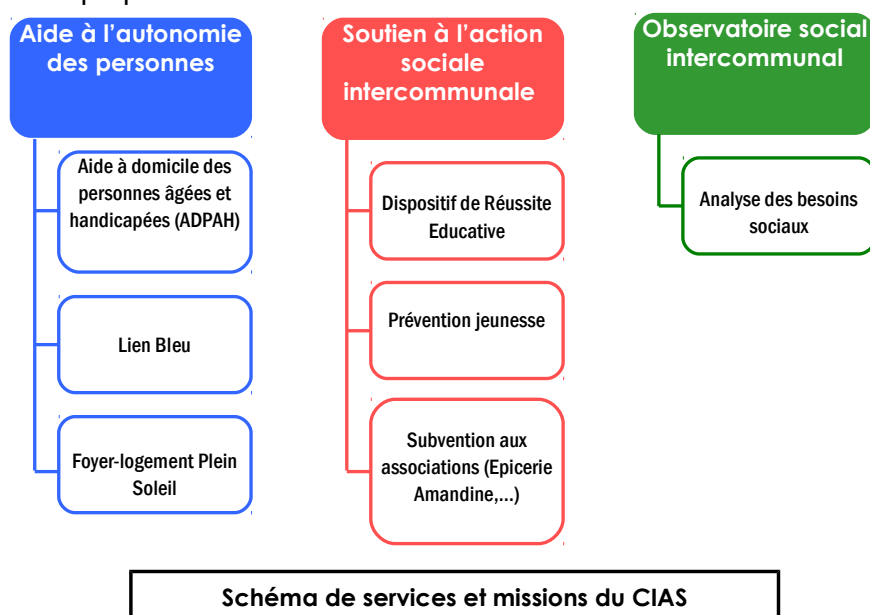 Aide à l'autonomie
des personnes
Aide à domicile des
personnes âgées et
handicapées (ADPAH)
Lien Bleu
Foyer-logement Plein
Soleil
Soutien à l'action
sociale
intercommunale
Dispositif de Réussite
Educative
Prévention jeunesse
Subvention aux
associations (Epicerie
Amandine,...)
Observatoire social
intercommunal
Analyse des besoins
sociaux
Schéma de services et missions du CIAS